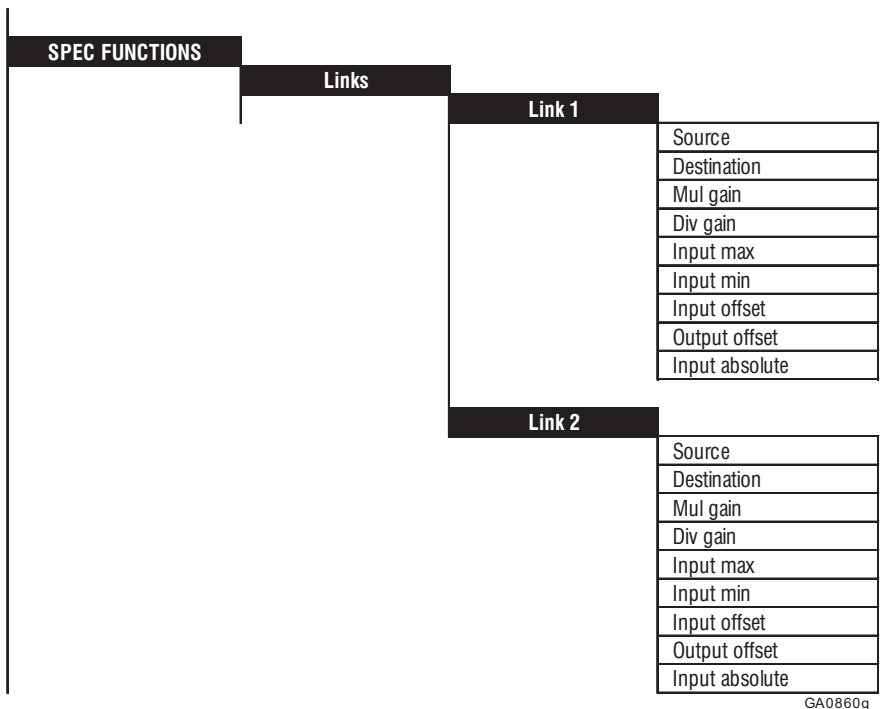 SPEC FUNCTIONS
Links
Link 1
Source
Destination
Mul gain
Div gain
Input max
Input min
Input offset
Output offset
Input absolute
Link 2
Source
Destination
Mul gain
Div gain
Input max
Input min
Input offset
Output offset
Input absolute
GA0860g